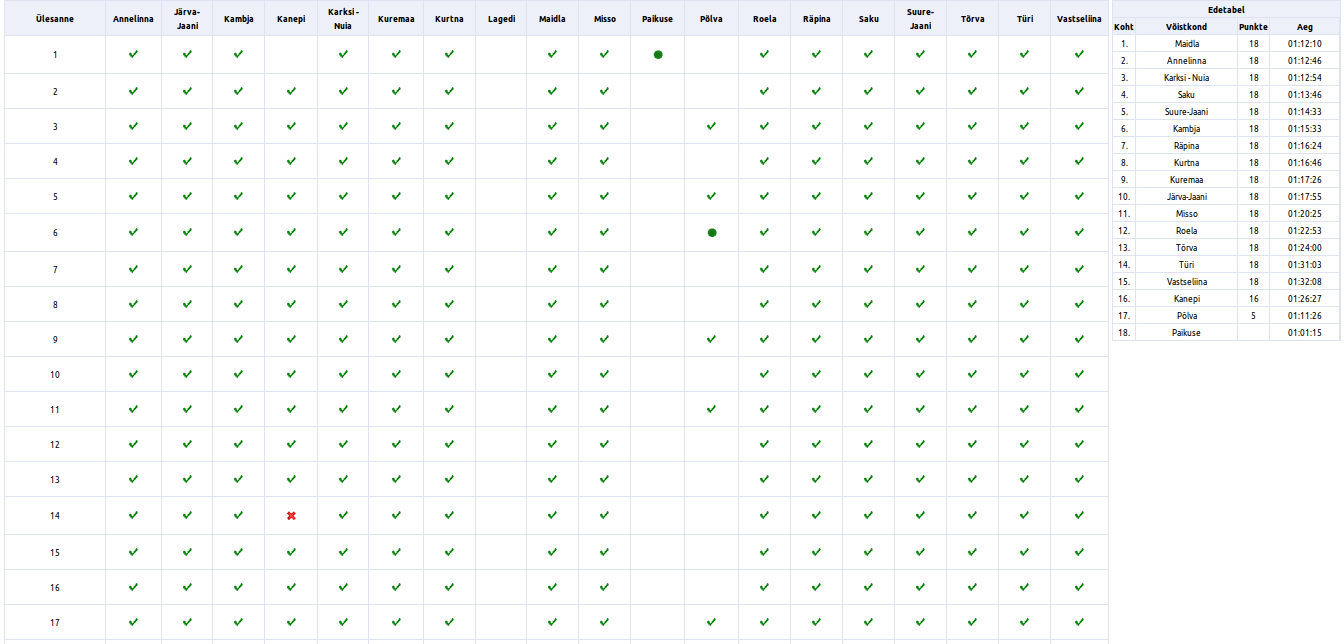 Ülesanne Annelinna Järva-Jaani Kambja Kanepi Karksi - Nuia Kuremaa Kurtna Lagedi Maidla Misso Paikuse Põlva Roela Räpina Saku Suure-Jaani Tõrva Türi Vastseliina
1 ✔ ✔ ✔ ✔ ✔ ✔ ✔ ✔ ● ✔ ✔ ✔ ✔ ✔ ✔ ✔
2 ✔ ✔ ✔ ✔ ✔ ✔ ✔ ✔ ✔ ✔ ✔ ✔ ✔ ✔ ✔ ✔
3 ✔ ✔ ✔ ✔ ✔ ✔ ✔ ✔ ✔ ✔ ✔ ✔ ✔ ✔ ✔ ✔ ✔
4 ✔ ✔ ✔ ✔ ✔ ✔ ✔ ✔ ✔ ✔ ✔ ✔ ✔ ✔ ✔ ✔
5 ✔ ✔ ✔ ✔ ✔ ✔ ✔ ✔ ✔ ✔ ✔ ✔ ✔ ✔ ✔ ✔ ✔
6 ✔ ✔ ✔ ✔ ✔ ✔ ✔ ✔ ✔ ● ✔ ✔ ✔ ✔ ✔ ✔ ✔
7 ✔ ✔ ✔ ✔ ✔ ✔ ✔ ✔ ✔ ✔ ✔ ✔ ✔ ✔ ✔ ✔
8 ✔ ✔ ✔ ✔ ✔ ✔ ✔ ✔ ✔ ✔ ✔ ✔ ✔ ✔ ✔ ✔
9 ✔ ✔ ✔ ✔ ✔ ✔ ✔ ✔ ✔ ✔ ✔ ✔ ✔ ✔ ✔ ✔ ✔
10 ✔ ✔ ✔ ✔ ✔ ✔ ✔ ✔ ✔ ✔ ✔ ✔ ✔ ✔ ✔ ✔
11 ✔ ✔ ✔ ✔ ✔ ✔ ✔ ✔ ✔ ✔ ✔ ✔ ✔ ✔ ✔ ✔ ✔
12 ✔ ✔ ✔ ✔ ✔ ✔ ✔ ✔ ✔ ✔ ✔ ✔ ✔ ✔ ✔ ✔
13 ✔ ✔ ✔ ✔ ✔ ✔ ✔ ✔ ✔ ✔ ✔ ✔ ✔ ✔ ✔ ✔
14 ✔ ✔ ✔ ✖ ✔ ✔ ✔ ✔ ✔ ✔ ✔ ✔ ✔ ✔ ✔ ✔
15 ✔ ✔ ✔ ✔ ✔ ✔ ✔ ✔ ✔ ✔ ✔ ✔ ✔ ✔ ✔ ✔
16 ✔ ✔ ✔ ✔ ✔ ✔ ✔ ✔ ✔ ✔ ✔ ✔ ✔ ✔ ✔ ✔
17 ✔ ✔ ✔ ✔ ✔ ✔ ✔ ✔ ✔ ✔ ✔ ✔ ✔ ✔ ✔ ✔ ✔
Edetabel
Koht Võistkond Punkte Aeg
1. Maidla 18 01:12:10
2. Annelinna 18 01:12:46
3. Karksi - Nuia 18 01:12:54
4. Saku 18 01:13:46
5. Suure-Jaani 18 01:14:33
6. Kambja 18 01:15:33
7. Räpina 18 01:16:24
8. Kurtna 18 01:16:46
9. Kuremaa 18 01:17:26
10. Järva-Jaani 18 01:17:55
11. Misso 18 01:20:25
12. Roela 18 01:22:53
13. Tõrva 18 01:24:00
14. Türi 18 01:31:03
15. Vastseliina 18 01:32:08
16. Kanepi 16 01:26:27
17. Põlva 5 01:11:26
18. Paikuse 01:01:15